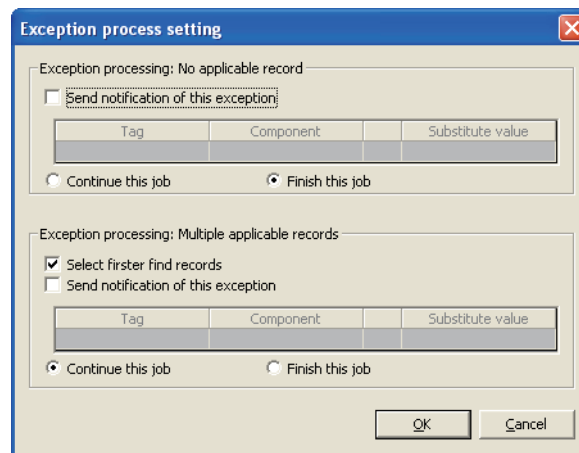 Exception process setting
Exception processing: No applicable record
Send notification of this exception
Tag Component Substitute value
Continue this job Finish this job
Exception processing: Multiple applicable records
Select firster find records
Send notification of this exception
Tag Component Substitute value
Continue this job Finish this job
OK Cancel